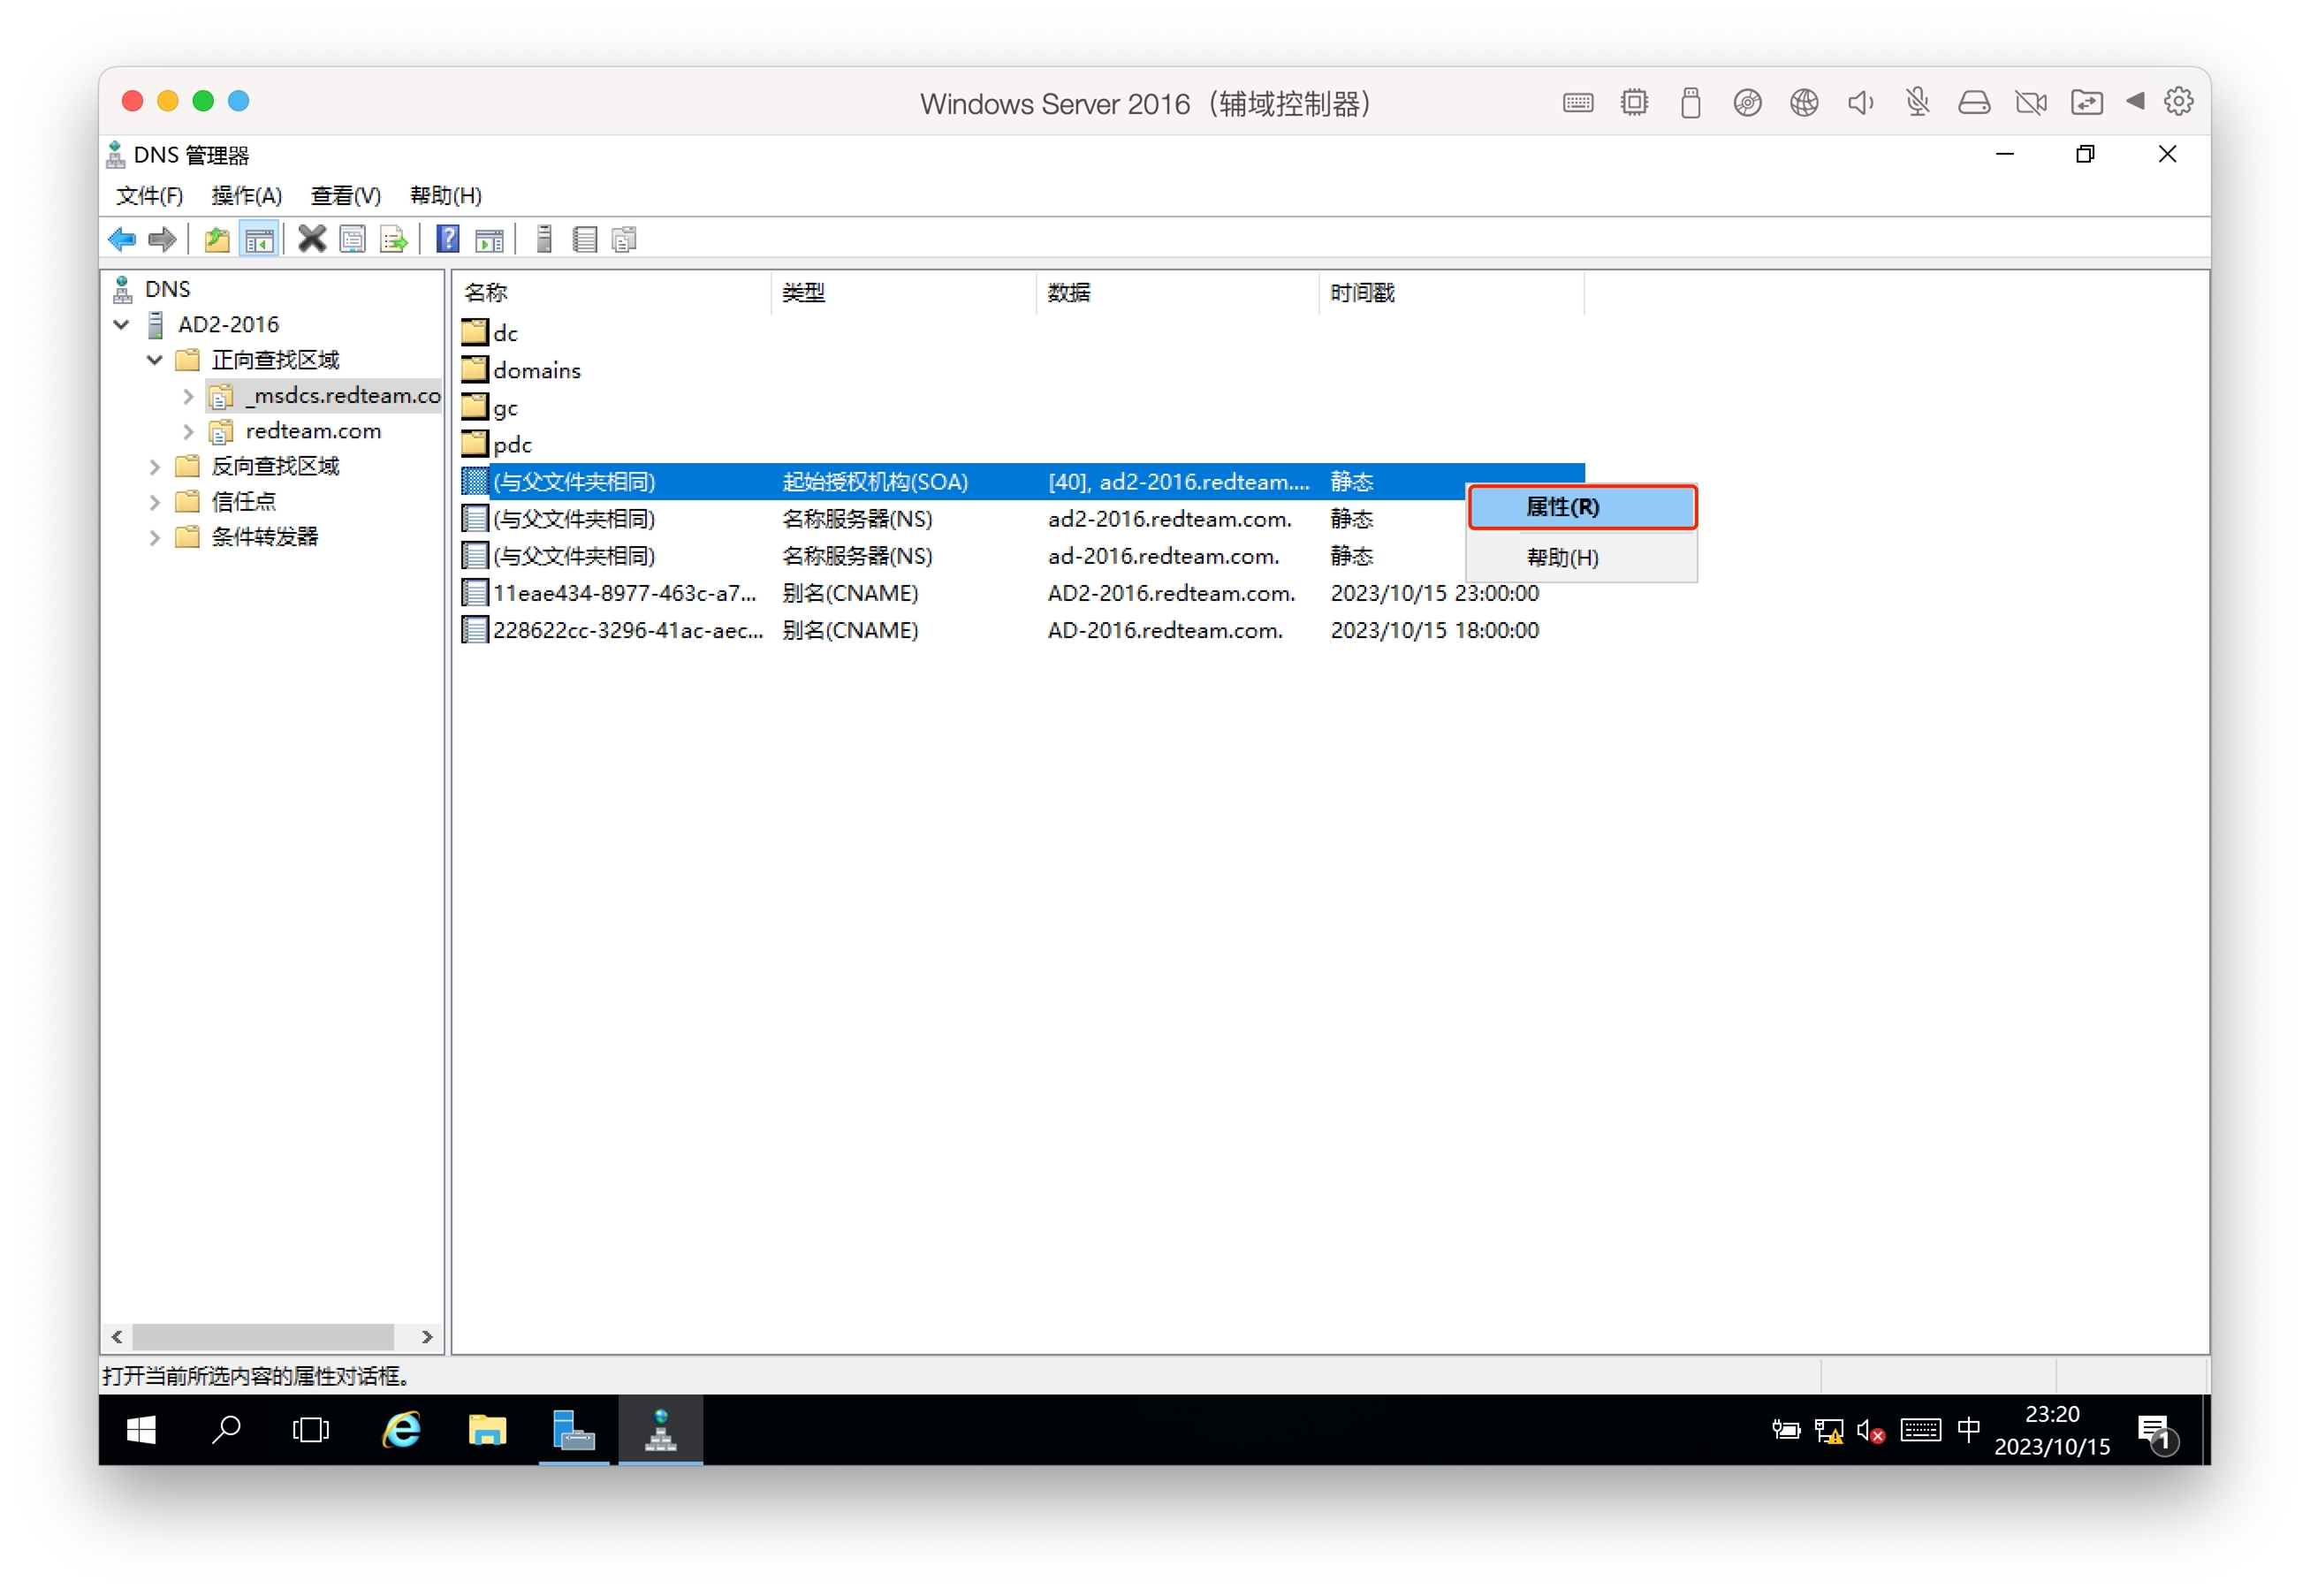 Windows Server 2016（辅域控制器）
DNS 管理器
文件(F) 操作(A) 查看(V) 帮助(H)
DNS
AD2-2016
正向查找区域
_msdcs.redteam.co
redteam.com
反向查找区域
信任点
条件转发器
名称 类型 数据 时间戳
dc
domains
gc
pdc
(与父文件夹相同) 起始授权机构(SOA) [40], ad2-2016.redteam.... 静态
(与父文件夹相同) 名称服务器(NS) ad2-2016.redteam.com. 静态
(与父文件夹相同) 名称服务器(NS) ad-2016.redteam.com. 静态
11eae434-8977-463c-a7... 别名(CNAME) AD2-2016.redteam.com. 2023/10/15 23:00:00
228622cc-3296-41ac-aec... 别名(CNAME) AD-2016.redteam.com. 2023/10/15 18:00:00
属性(R)
帮助(H)
打开当前所选内容的属性对话框。
中
23:20
2023/10/15
1